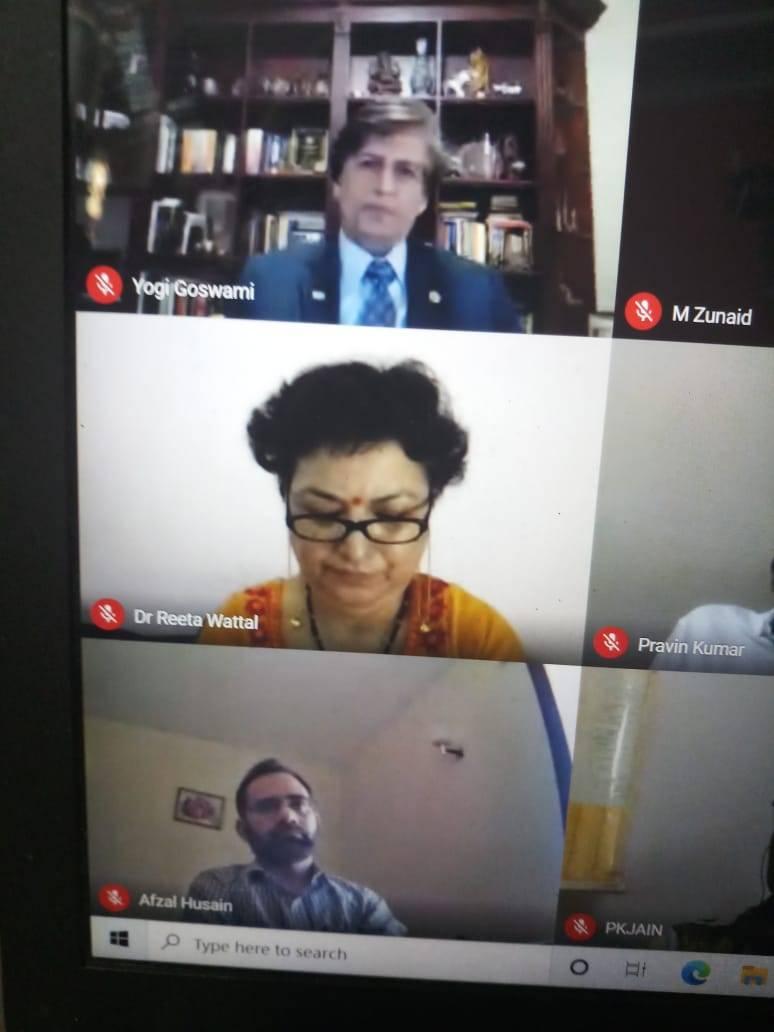 Yogi Goswami
M Zunaid
Dr Reeta Wattal
Pravin Kumar
Afzal Husain
PKJAIN
Type here to search